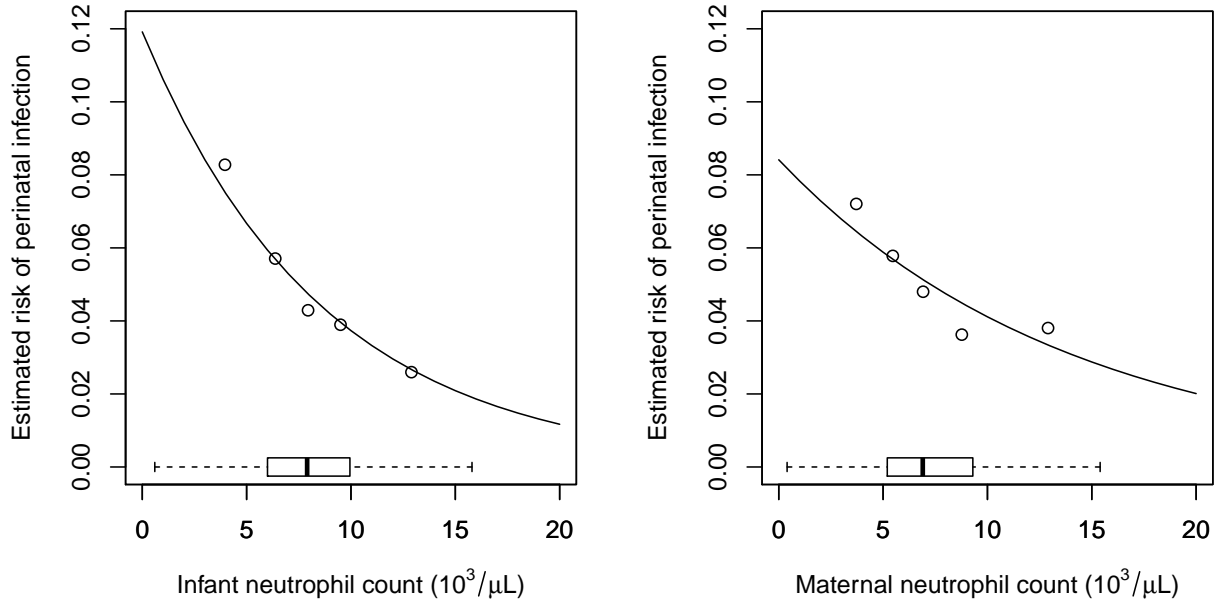 Estimated risk of perinatal infection
0.12
0.10
0.08
0.06
0.04
0.02
0.00
0 5 10 15 20
Infant neutrophil count (10³/μL)
Estimated risk of perinatal infection
0.12
0.10
0.08
0.06
0.04
0.02
0.00
0 5 10 15 20
Maternal neutrophil count (10³/μL)